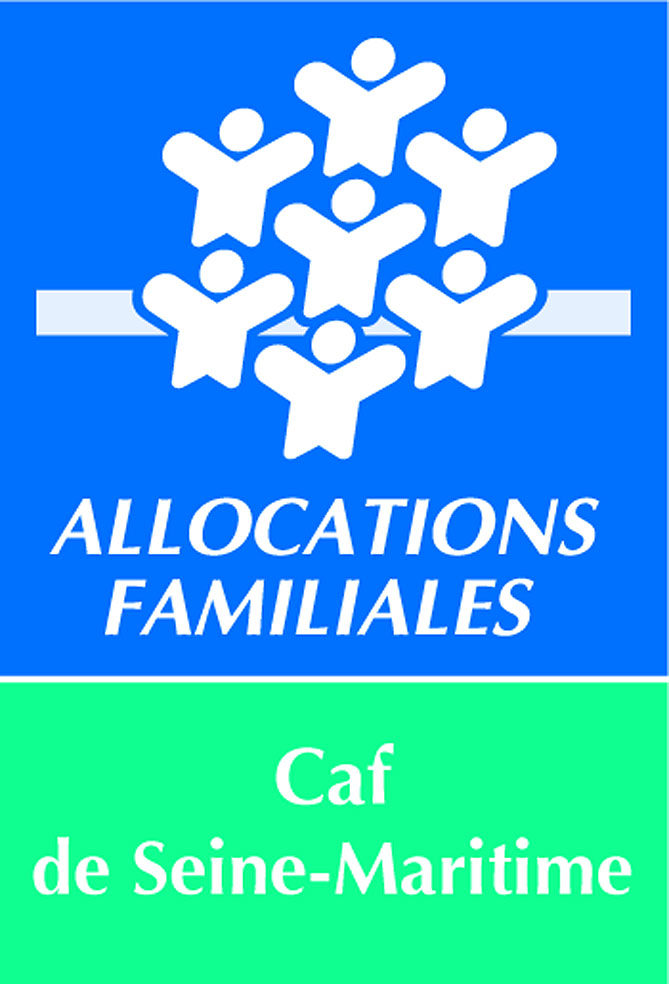 ALLOCATIONS
FAMILIALES
Caf
de Seine-Maritime